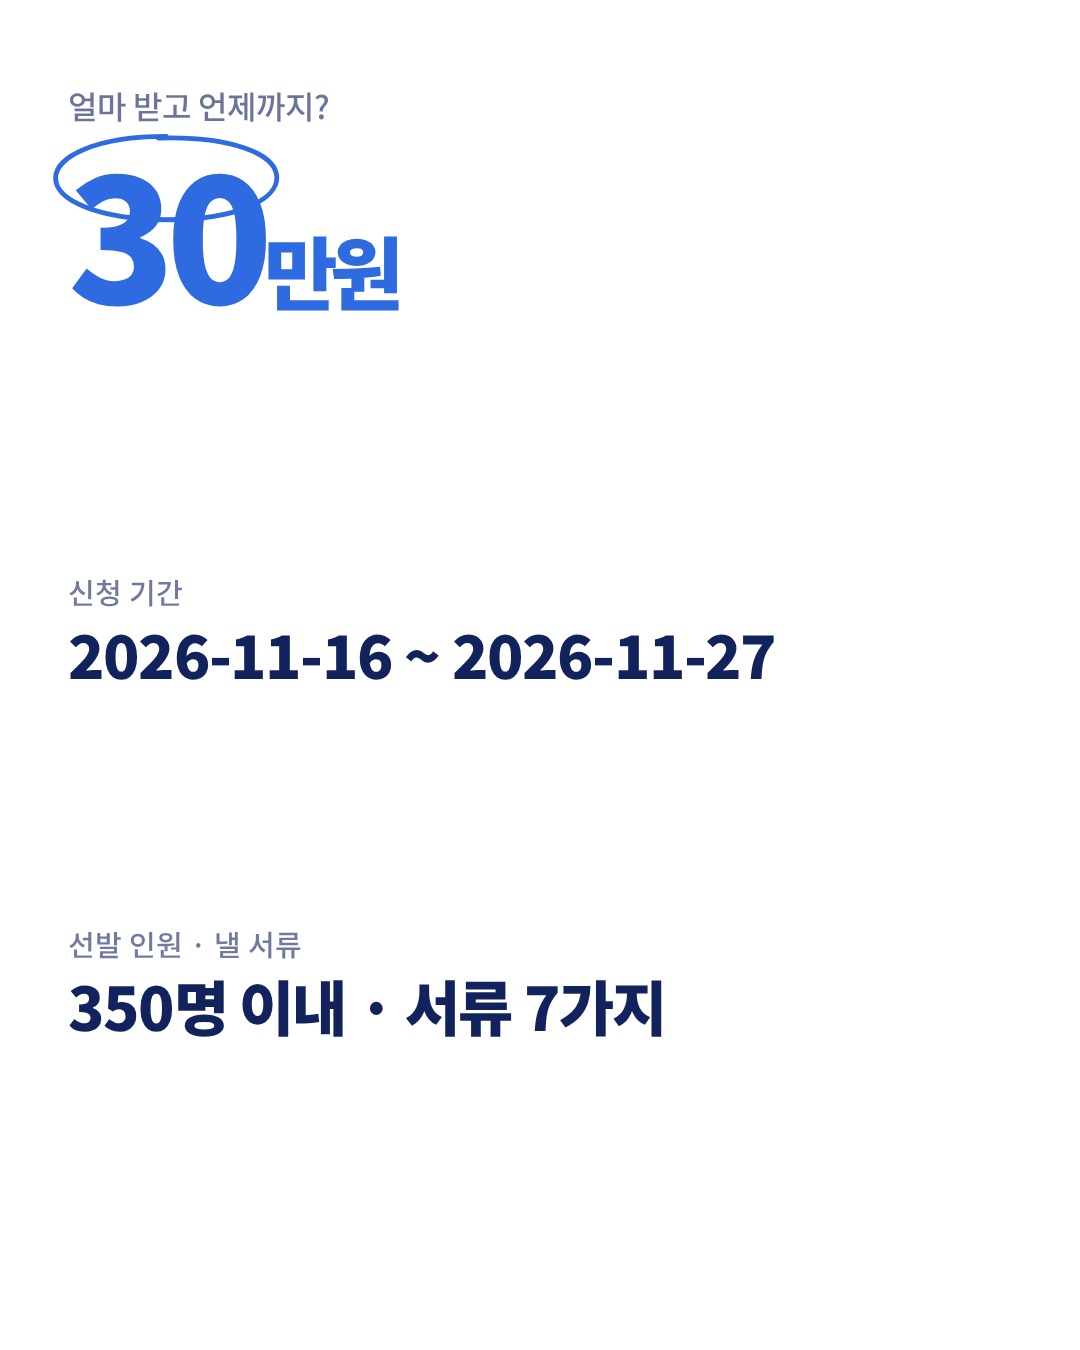 얼마 받고 언제까지?
30만원
신청 기간
2026-11-16 ~ 2026-11-27
선발 인원 · 낼 서류
350명 이내 · 서류 7가지